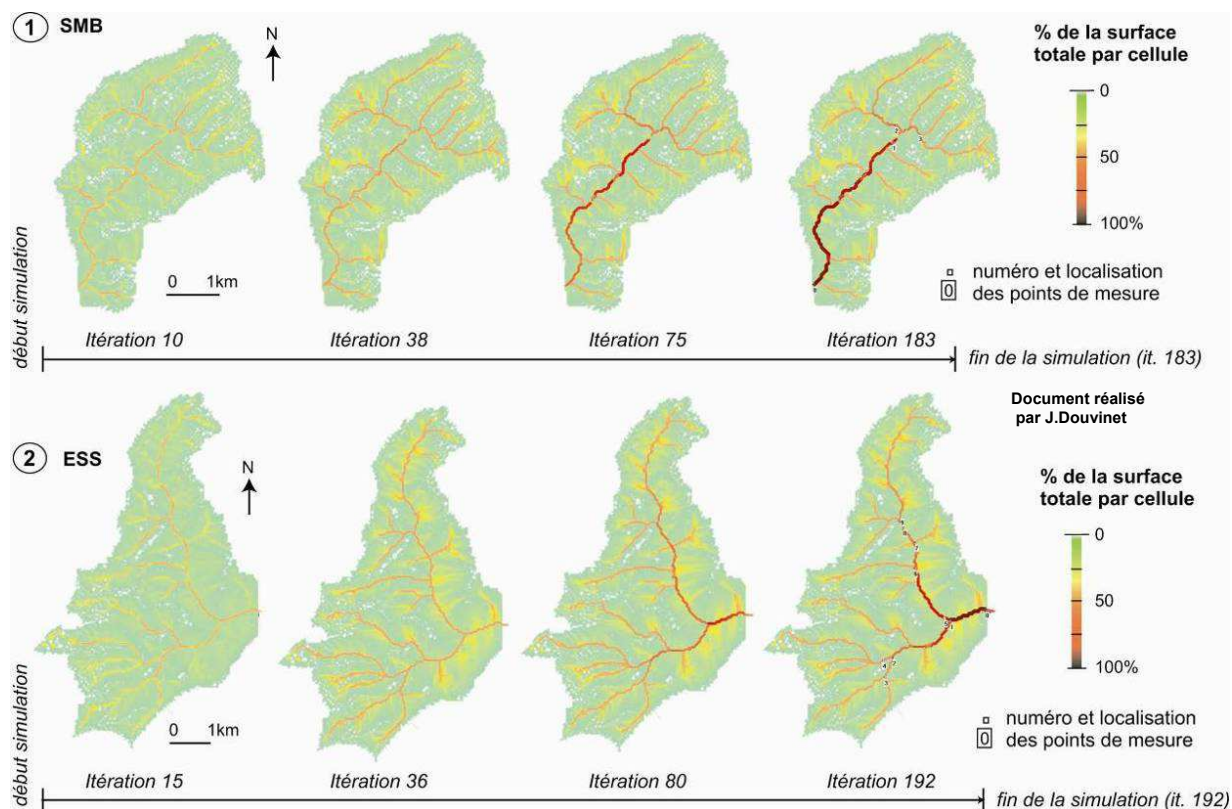 1 SMB
N
% de la surface
totale par cellule
0
50
100%
0 1km
numéro et localisation
0 des points de mesure
début simulation
Itération 10 Itération 38 Itération 75 Itération 183
fin de la simulation (it. 183)
Document réalisé
par J.Douvinet
2 ESS
N
% de la surface
totale par cellule
0
50
100%
0 1km
numéro et localisation
0 des points de mesure
début simulation
Itération 15 Itération 36 Itération 80 Itération 192
fin de la simulation (it. 192)